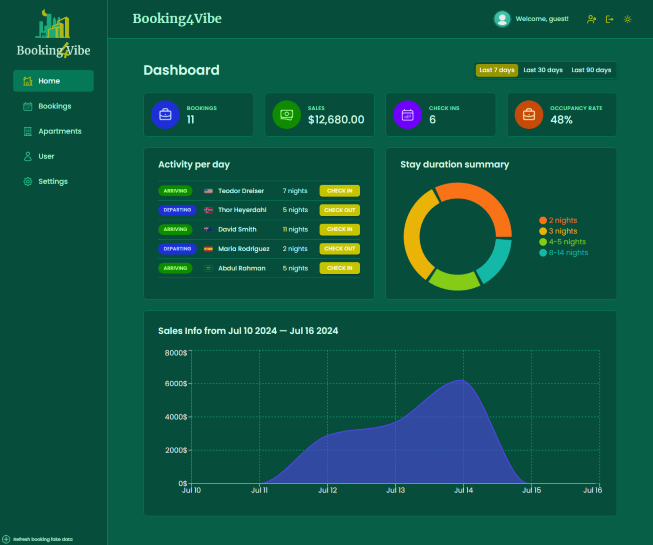 Booking4Vibe
Home
Bookings
Apartments
User
Settings
Refresh booking fake data
Booking4Vibe
Welcome, guest!
Dashboard
Last 7 days Last 30 days Last 90 days
BOOKINGS
11
SALES
$12,680.00
CHECK INS
6
OCCUPANCY RATE
48%
Activity per day
ARRIVING Teodor Dreiser 7 nights CHECK IN
DEPARTING Thor Heyerdahl 5 nights CHECK OUT
ARRIVING David Smith 11 nights CHECK IN
DEPARTING Maria Rodriguez 2 nights CHECK OUT
ARRIVING Abdul Rahman 5 nights CHECK IN
Stay duration summary
2 nights
3 nights
4-5 nights
8-14 nights
Sales Info from Jul 10 2024 — Jul 16 2024
8000$
6000$
4000$
2000$
0$
Jul 10 Jul 11 Jul 12 Jul 13 Jul 14 Jul 15 Jul 16